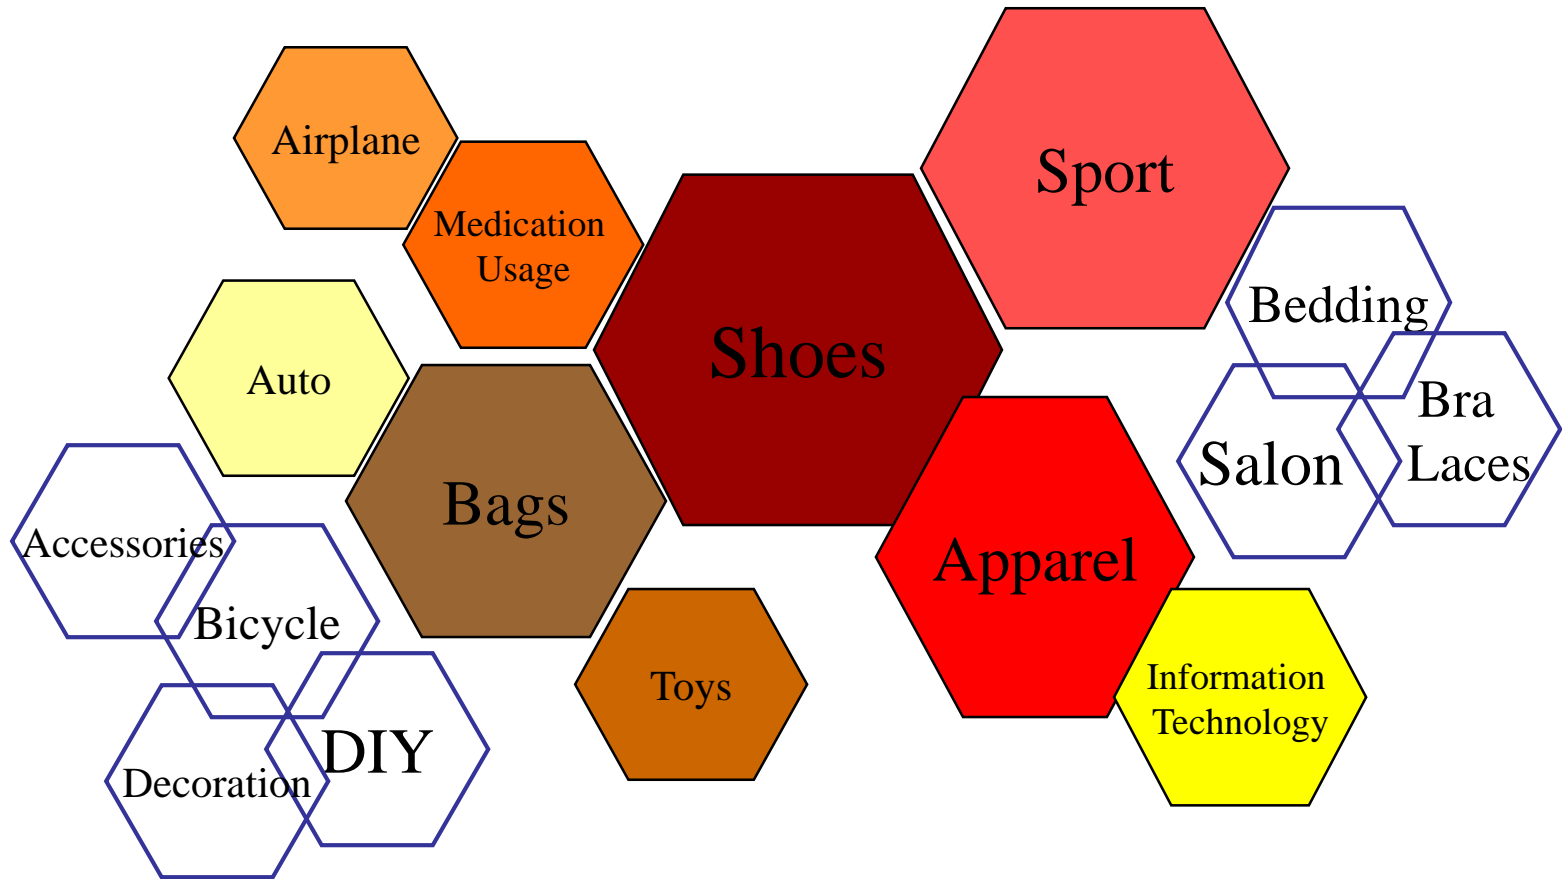 Airplane
Sport
Medication
Usage
Bedding
Shoes
Auto
Bra
Laces
Salon
Bags
Accessories
Apparel
Bicycle
Toys
Information
Technology
DIY
Decoration